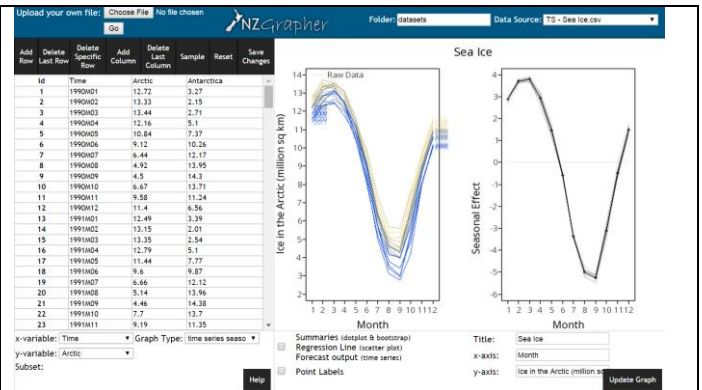 Upload your own file: Choose File No file chosen
Go
NZGrapher
Folder: datasets
Data Source: TS - Sea Ice.csv
Add Row
Delete Last Row
Delete Specific Row
Add Column
Delete Last Column
Sample
Reset
Save Changes
id Time Arctic Antarctica
1 1990M01 12.72 3.27
2 1990M02 13.33 2.15
3 1990M03 13.44 2.71
4 1990M04 12.16 5.1
5 1990M05 10.84 7.37
6 1990M06 9.12 10.26
7 1990M07 6.44 12.17
8 1990M08 4.92 13.95
9 1990M09 4.5 14.3
10 1990M10 6.67 13.71
11 1990M11 9.58 11.24
12 1990M12 11.4 6.56
13 1991M01 12.49 3.39
14 1991M02 13.15 2.01
15 1991M03 13.35 2.54
16 1991M04 12.79 5.1
17 1991M05 11.44 7.77
18 1991M06 9.6 9.87
19 1991M07 6.66 12.12
20 1991M08 5.14 13.96
21 1991M09 4.46 14.38
22 1991M10 7.7 13.7
23 1991M11 9.19 11.35
x-variable: Time
Graph Type: time series seaso
y-variable: Arctic
Subset:
Help
Sea Ice
Raw Data
Ice in the Arctic (million sq km)
14
13
12
11
10
9
8
7
6
5
4
3
2
1 2 3 4 5 6 7 8 9 10 11 12
Month
Seasonal Effect
4
3
2
1
0
-1
-2
-3
-4
-5
-6
1 2 3 4 5 6 7 8 9 10 11 12
Month
Summaries (dotplot & bootstrap)
Regression Line (scatter plot)
Forecast output (time series)
Point Labels
Title: Sea Ice
x-axis: Month
y-axis: Ice in the Arctic (million sq
Update Graph